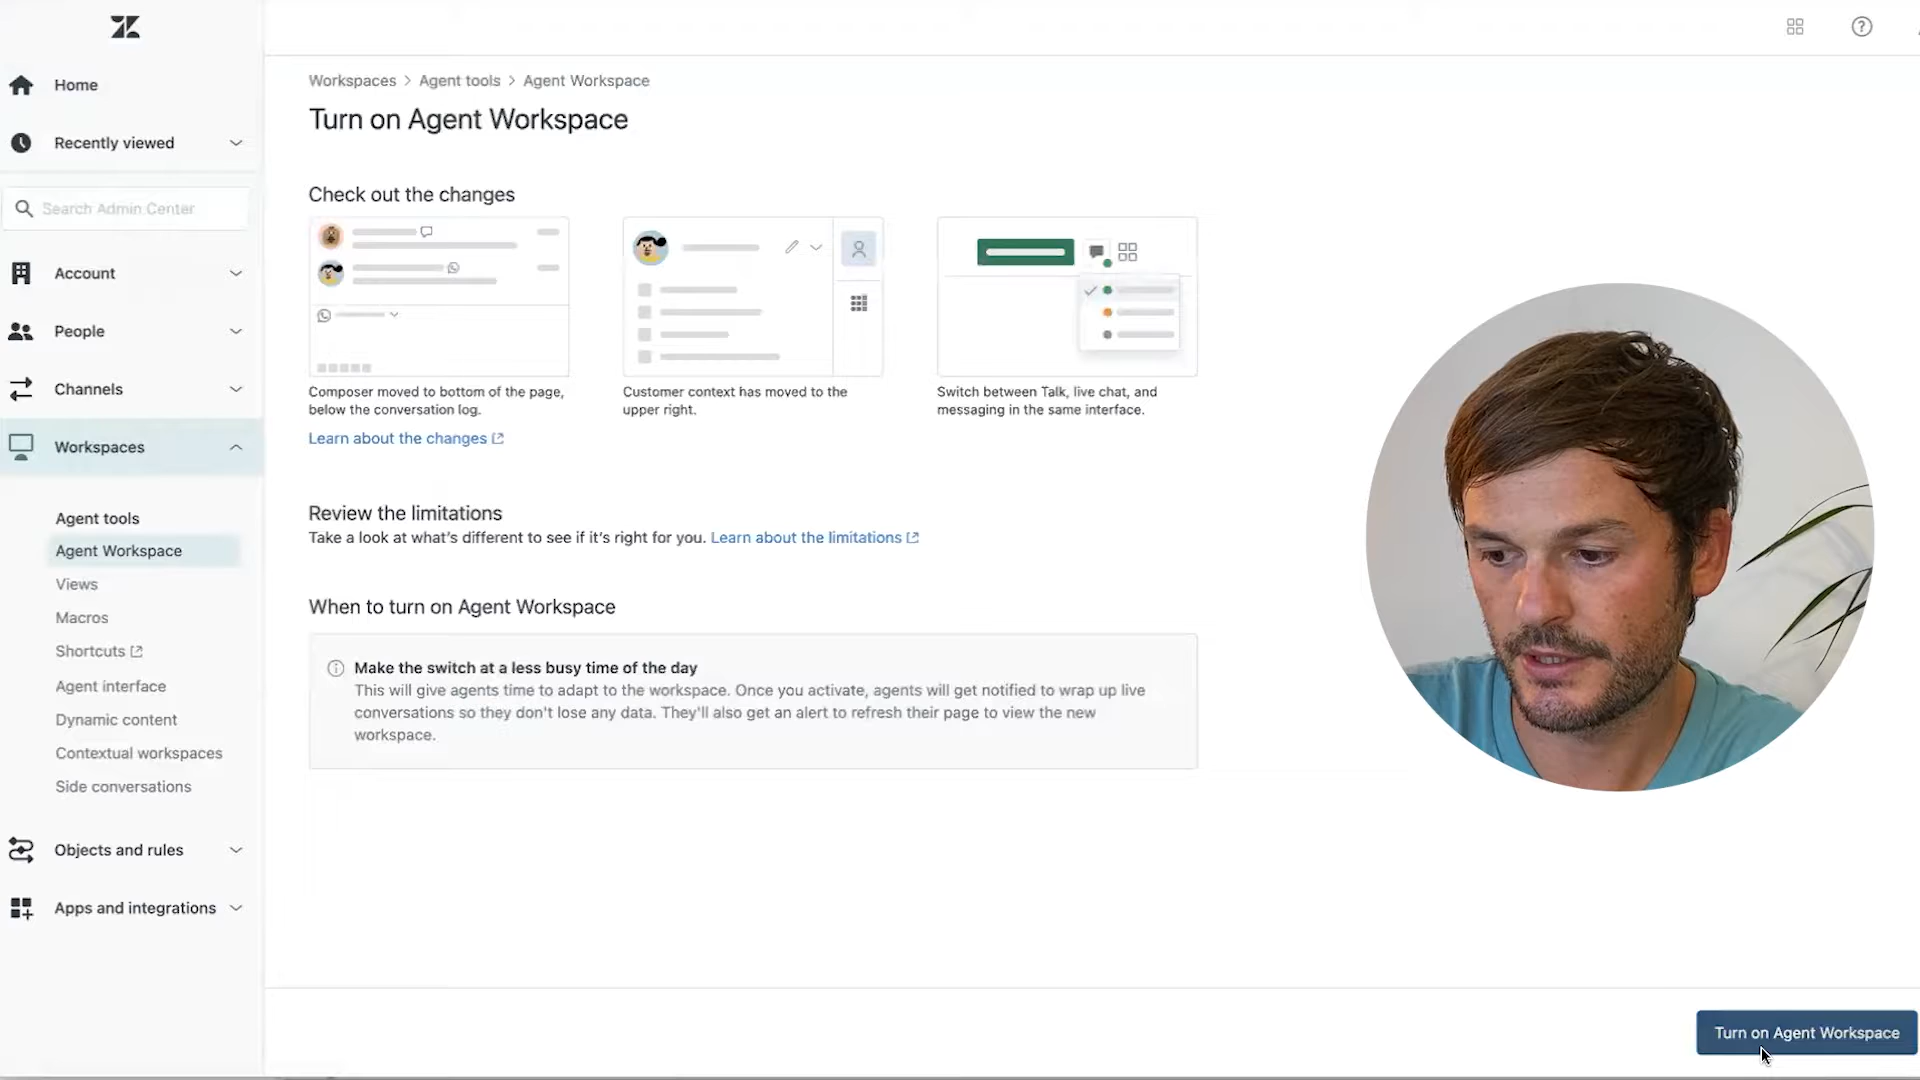 Home
Recently viewed
Search Admin Center
Account
People
Channels
Workspaces
Agent tools
Agent Workspace
Views
Macros
Shortcuts
Agent interface
Dynamic content
Contextual workspaces
Side conversations
Objects and rules
Apps and integrations
Workspaces > Agent tools > Agent Workspace
Turn on Agent Workspace
Check out the changes
Composer moved to bottom of the page,
below the conversation log.
Customer context has moved to the
upper right.
Switch between Talk, live chat, and
messaging in the same interface.
Learn about the changes
Review the limitations
Take a look at what's different to see if it's right for you. Learn about the limitations
When to turn on Agent Workspace
Make the switch at a less busy time of the day
This will give agents time to adapt to the workspace. Once you activate, agents will get notified to wrap up live
conversations so they don't lose any data. They'll also get an alert to refresh their page to view the new
workspace.
Turn on Agent Workspace